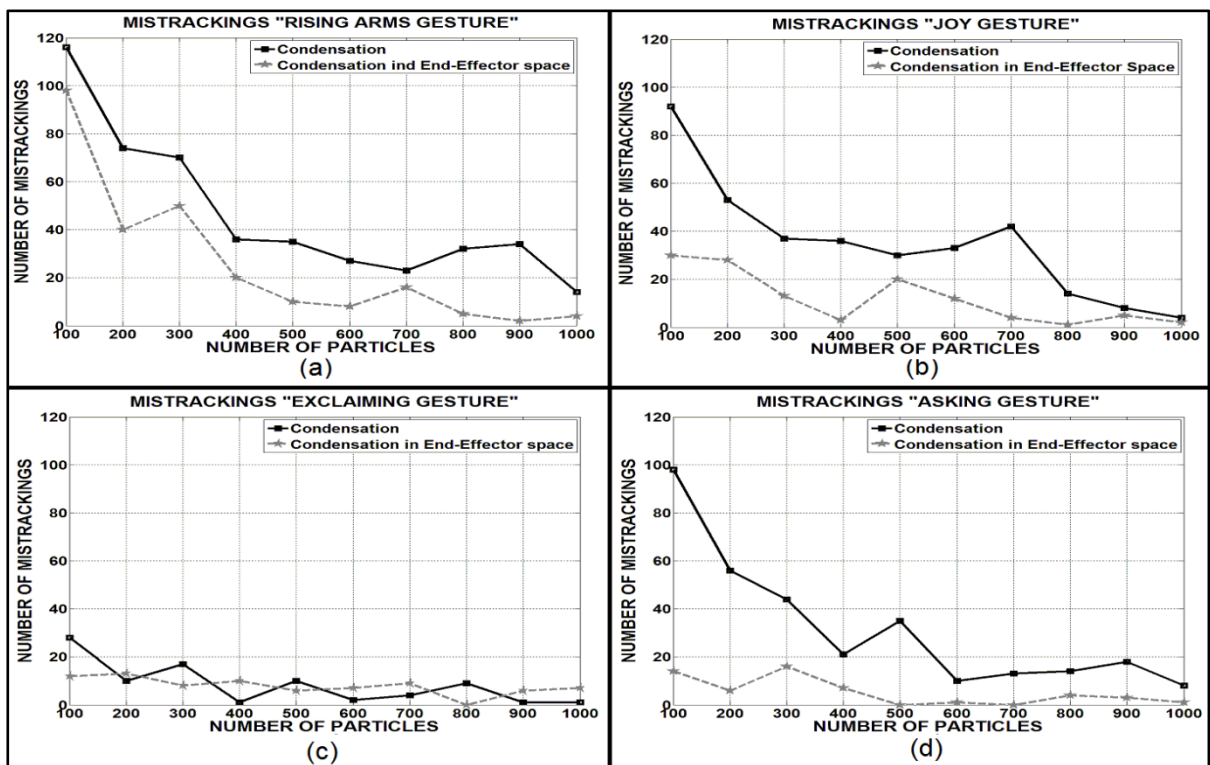 MISTRACKINGS "RISING ARMS GESTURE"
Condensation
Condensation ind End-Effector space
NUMBER OF MISTRACKINGS
120
100
80
60
40
20
0
100 200 300 400 500 600 700 800 900 1000
NUMBER OF PARTICLES
(a)
MISTRACKINGS "JOY GESTURE"
Condensation
Condensation in End-Effector Space
NUMBER OF MISTRACKINGS
120
100
80
60
40
20
0
100 200 300 400 500 600 700 800 900 1000
NUMBER OF PARTICLES
(b)
MISTRACKINGS "EXCLAIMING GESTURE"
Condensation
Condensation in End-Effector space
NUMBER OF MISTRACKINGS
120
100
80
60
40
20
0
100 200 300 400 500 600 700 800 900 1000
NUMBER OF PARTICLES
(c)
MISTRACKINGS "ASKING GESTURE"
Condensation
Condensation in End-Effector space
NUMBER OF MISTRACKINGS
120
100
80
60
40
20
0
100 200 300 400 500 600 700 800 900 1000
NUMBER OF PARTICLES
(d)